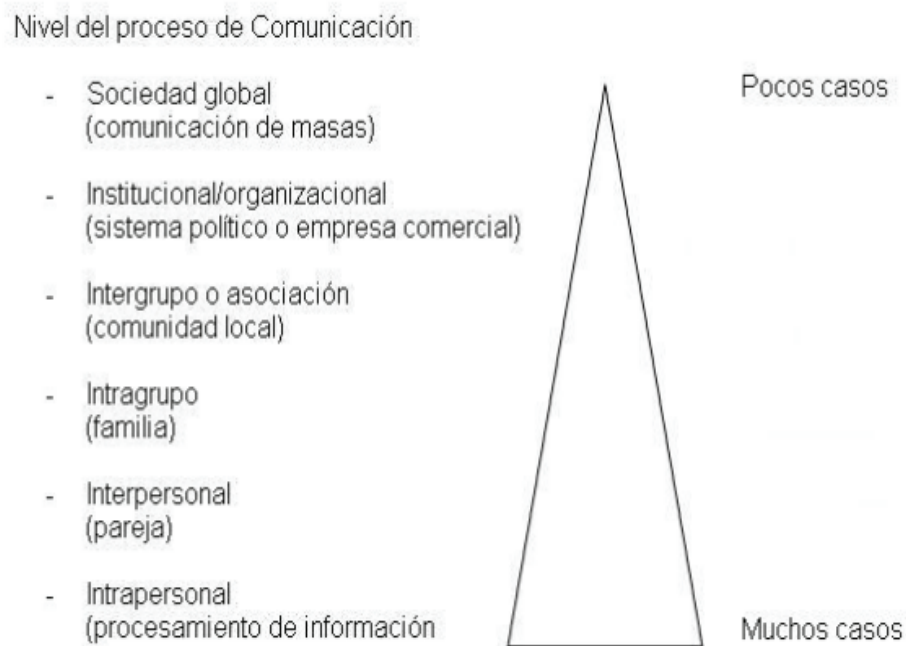 Nivel del proceso de Comunicación
- Sociedad global
(comunicación de masas)
Pocos casos
- Institucional/organizacional
(sistema político o empresa comercial)
- Intergrupo o asociación
(comunidad local)
- Intragrupo
(familia)
- Interpersonal
(pareja)
- Intrapersonal
(procesamiento de información
Muchos casos